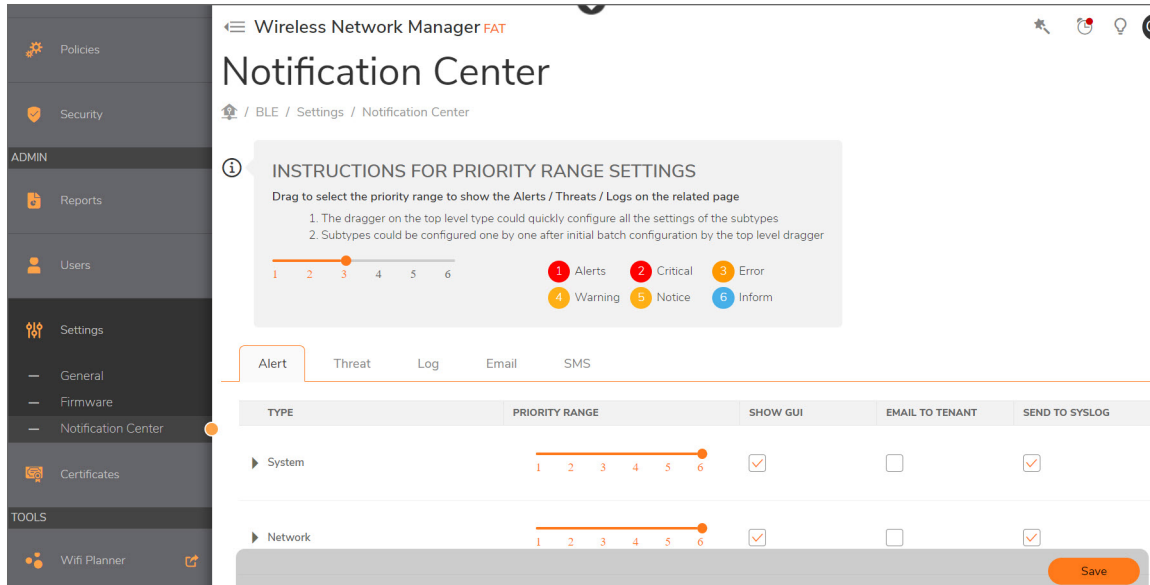 Wireless Network Manager FAT
Notification Center
/ BLE / Settings / Notification Center
Policies
Security
ADMIN
Reports
Users
Settings
General
Firmware
Notification Center
Certificates
TOOLS
Wifi Planner
INSTRUCTIONS FOR PRIORITY RANGE SETTINGS
Drag to select the priority range to show the Alerts / Threats / Logs on the related page
1. The dragger on the top level type could quickly configure all the settings of the subtypes
2. Subtypes could be configured one by one after initial batch configuration by the top level dragger
1 2 3 4 5 6
1 Alerts 2 Critical 3 Error
4 Warning 5 Notice 6 Inform
Alert Threat Log Email SMS
TYPE PRIORITY RANGE SHOW GUI EMAIL TO TENANT SEND TO SYSLOG
System 1 2 3 4 5 6
Network 1 2 3 4 5 6
Save